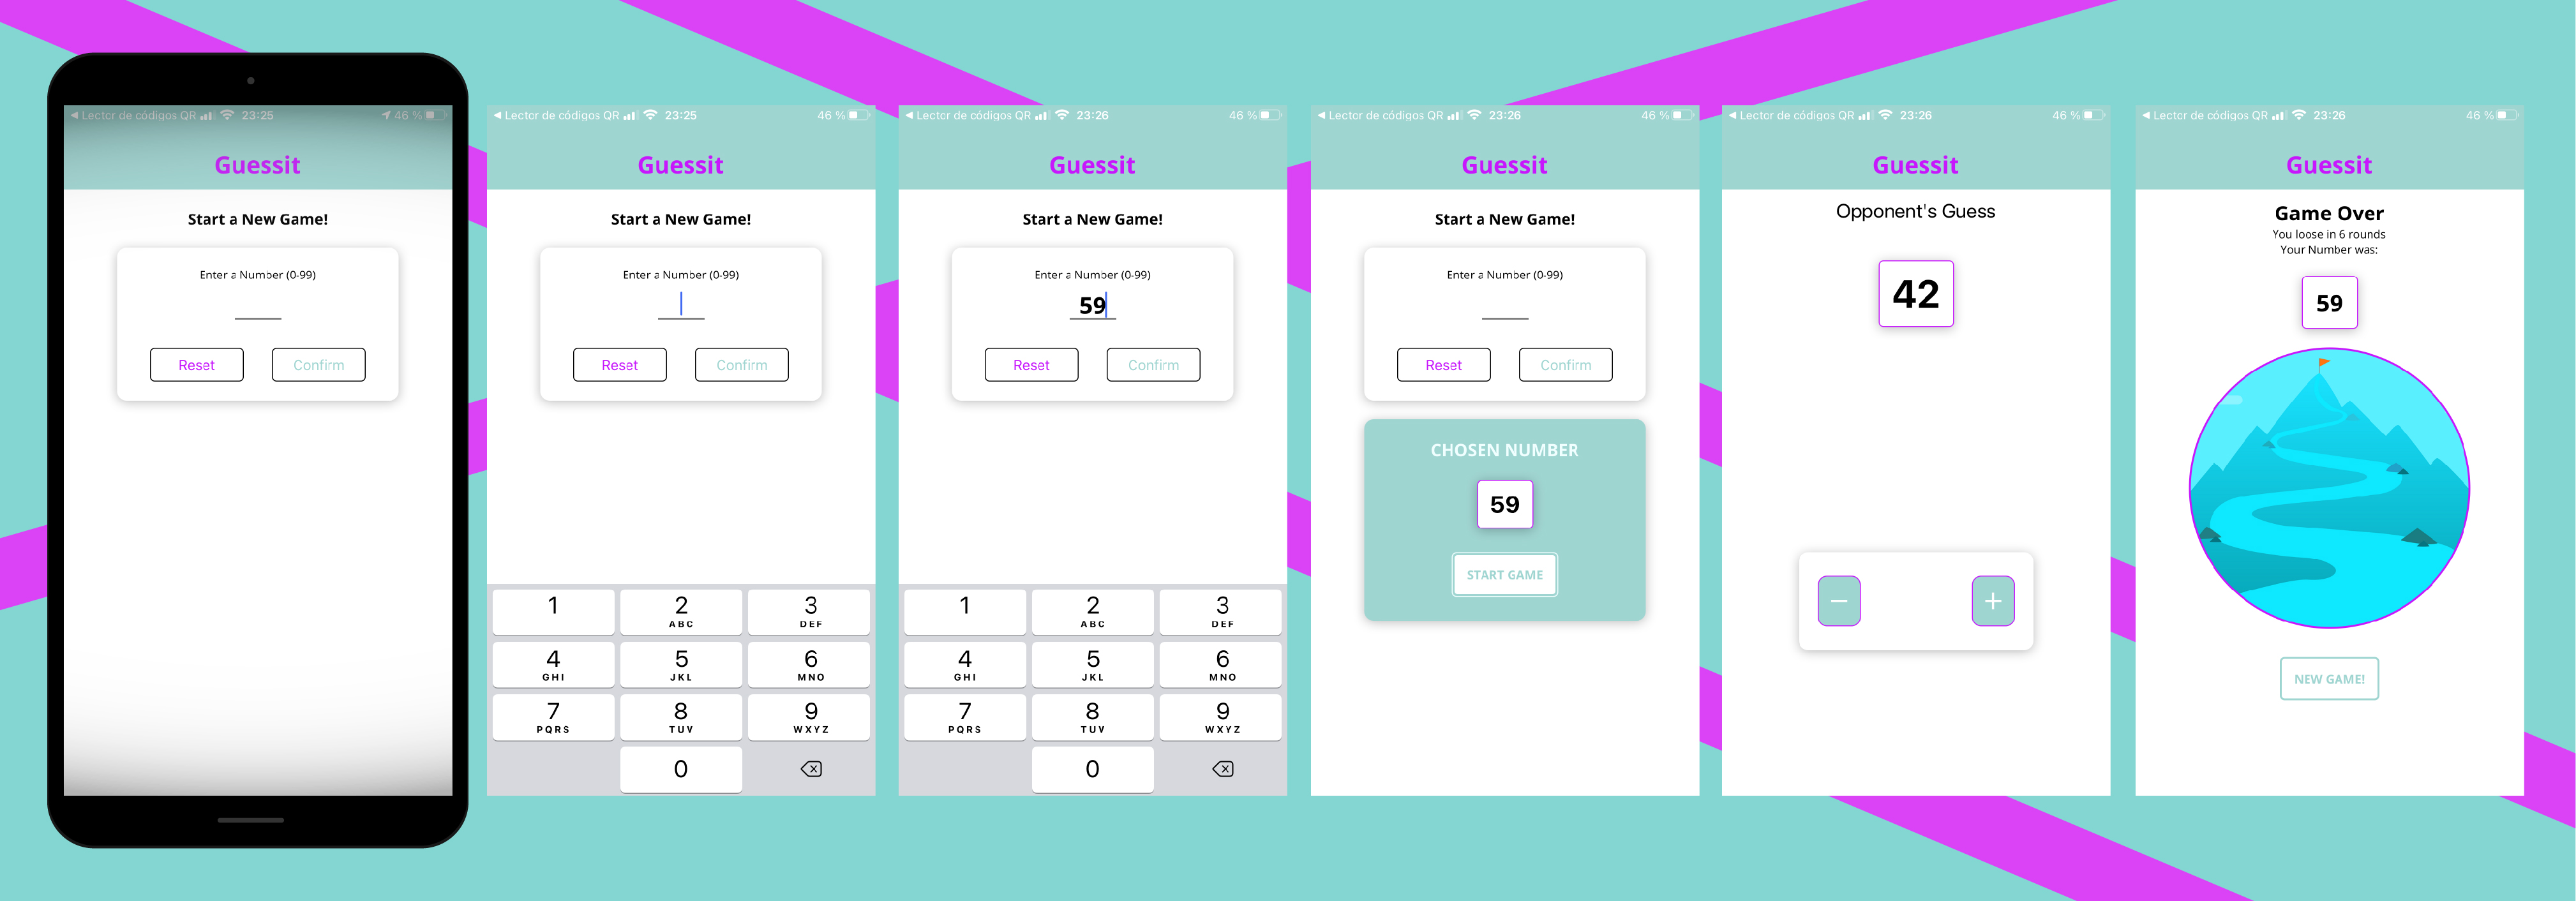 Lector de códigos QR 23:25 46 %
Guessit
Start a New Game!
Enter a Number (0-99)
Reset Confirm
Lector de códigos QR 23:25 46 %
Guessit
Start a New Game!
Enter a Number (0-99)
Reset Confirm
1 2 3
ABC DEF
4 5 6
GHI JKL MNO
7 8 9
PQRS TUV WXYZ
0
Lector de códigos QR 23:26 46 %
Guessit
Start a New Game!
Enter a Number (0-99)
59
Reset Confirm
1 2 3
ABC DEF
4 5 6
GHI JKL MNO
7 8 9
PQRS TUV WXYZ
0
Lector de códigos QR 23:26 46 %
Guessit
Start a New Game!
Enter a Number (0-99)
Reset Confirm
CHOSEN NUMBER
59
START GAME
Lector de códigos QR 23:26 46 %
Guessit
Opponent's Guess
42
− +
Lector de códigos QR 23:26 46 %
Guessit
Game Over
You loose in 6 rounds
Your Number was:
59
NEW GAME!